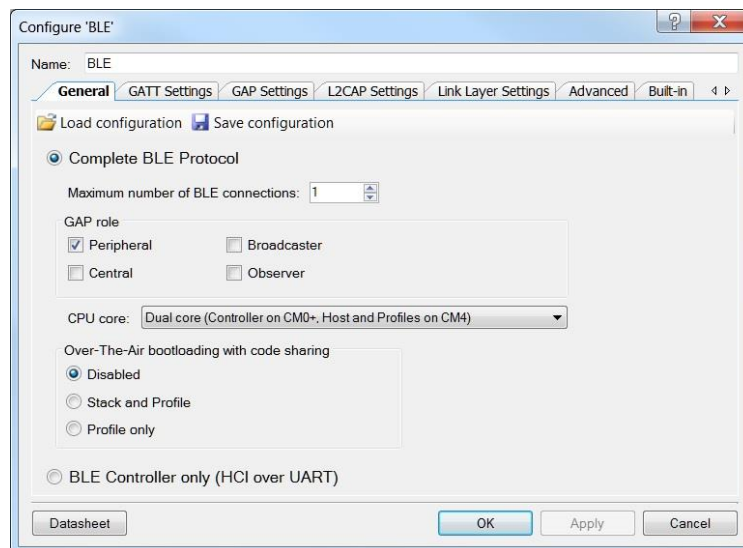 Configure 'BLE'
Name: BLE
General GATT Settings GAP Settings L2CAP Settings Link Layer Settings Advanced Built-in
Load configuration Save configuration
Complete BLE Protocol
Maximum number of BLE connections: 1
GAP role
Peripheral Broadcaster
Central Observer
CPU core: Dual core (Controller on CM0+, Host and Profiles on CM4)
Over-The-Air bootloading with code sharing
Disabled
Stack and Profile
Profile only
BLE Controller only (HCI over UART)
Datasheet OK Apply Cancel